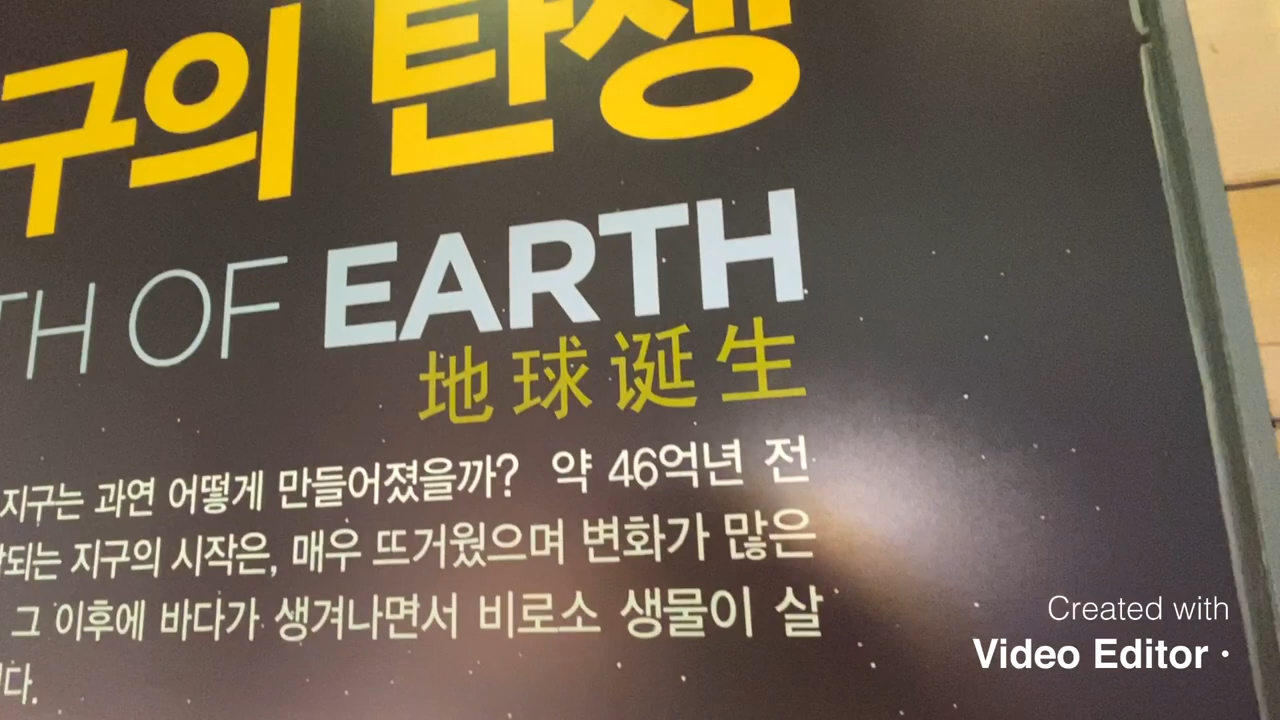 구의 탄생
TH OF EARTH
地球诞生
지구는 과연 어떻게 만들어졌을까? 약 46억년 전
되는 지구의 시작은, 매우 뜨거웠으며 변화가 많은
그 이후에 바다가 생겨나면서 비로소 생물이 살
다.
Created with
Video Editor